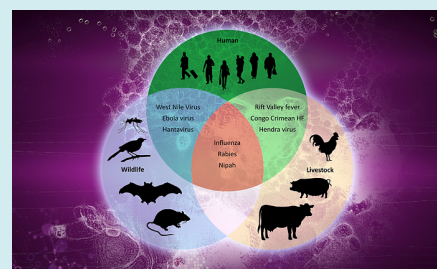 Human
West Nile Virus
Ebola virus
Hantavirus
Rift Valley fever
Congo Crimean HF
Hendra virus
Influenza
Rabies
Nipah
Wildlife
Livestock